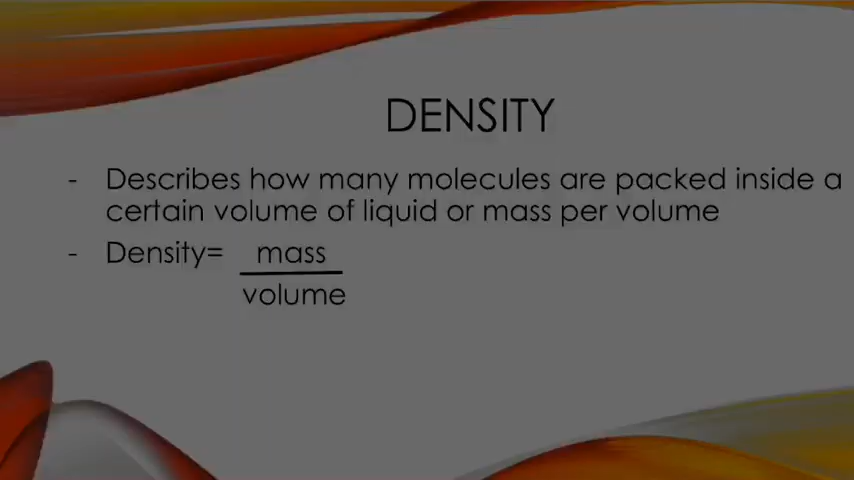 DENSITY
- Describes how many molecules are packed inside a
certain volume of liquid or mass per volume
- Density= mass
volume